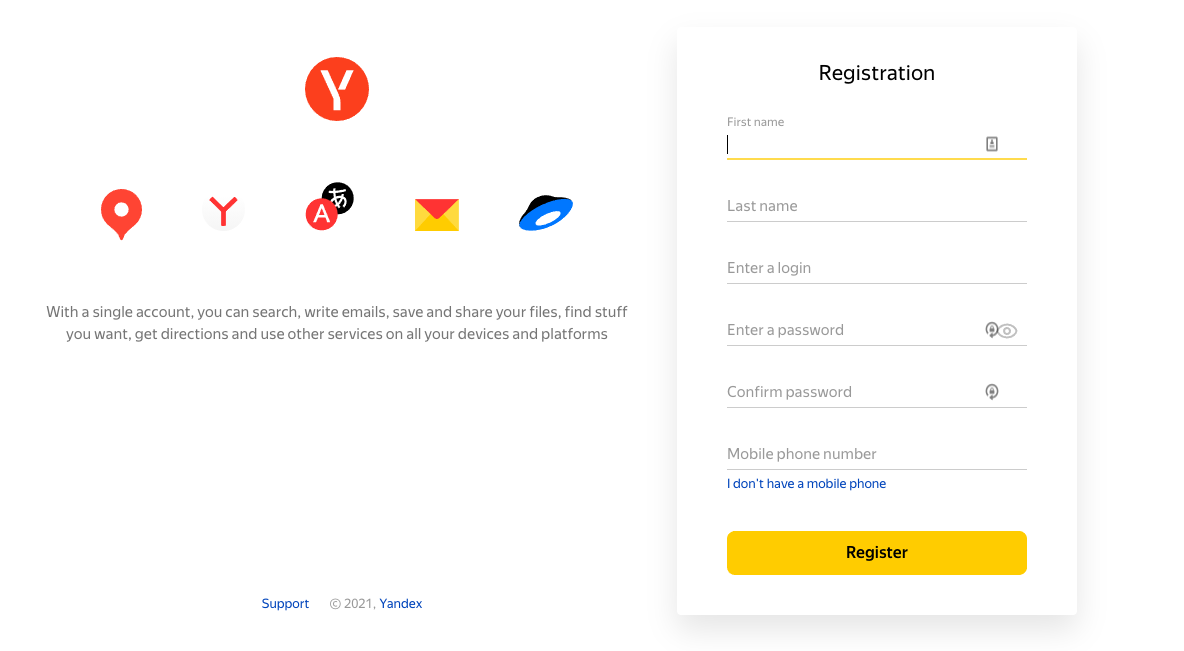 Y
Y
A
あ
With a single account, you can search, write emails, save and share your files, find stuff
you want, get directions and use other services on all your devices and platforms
Support © 2021, Yandex
Registration
First name
Last name
Enter a login
Enter a password
Confirm password
Mobile phone number
I don't have a mobile phone
Register